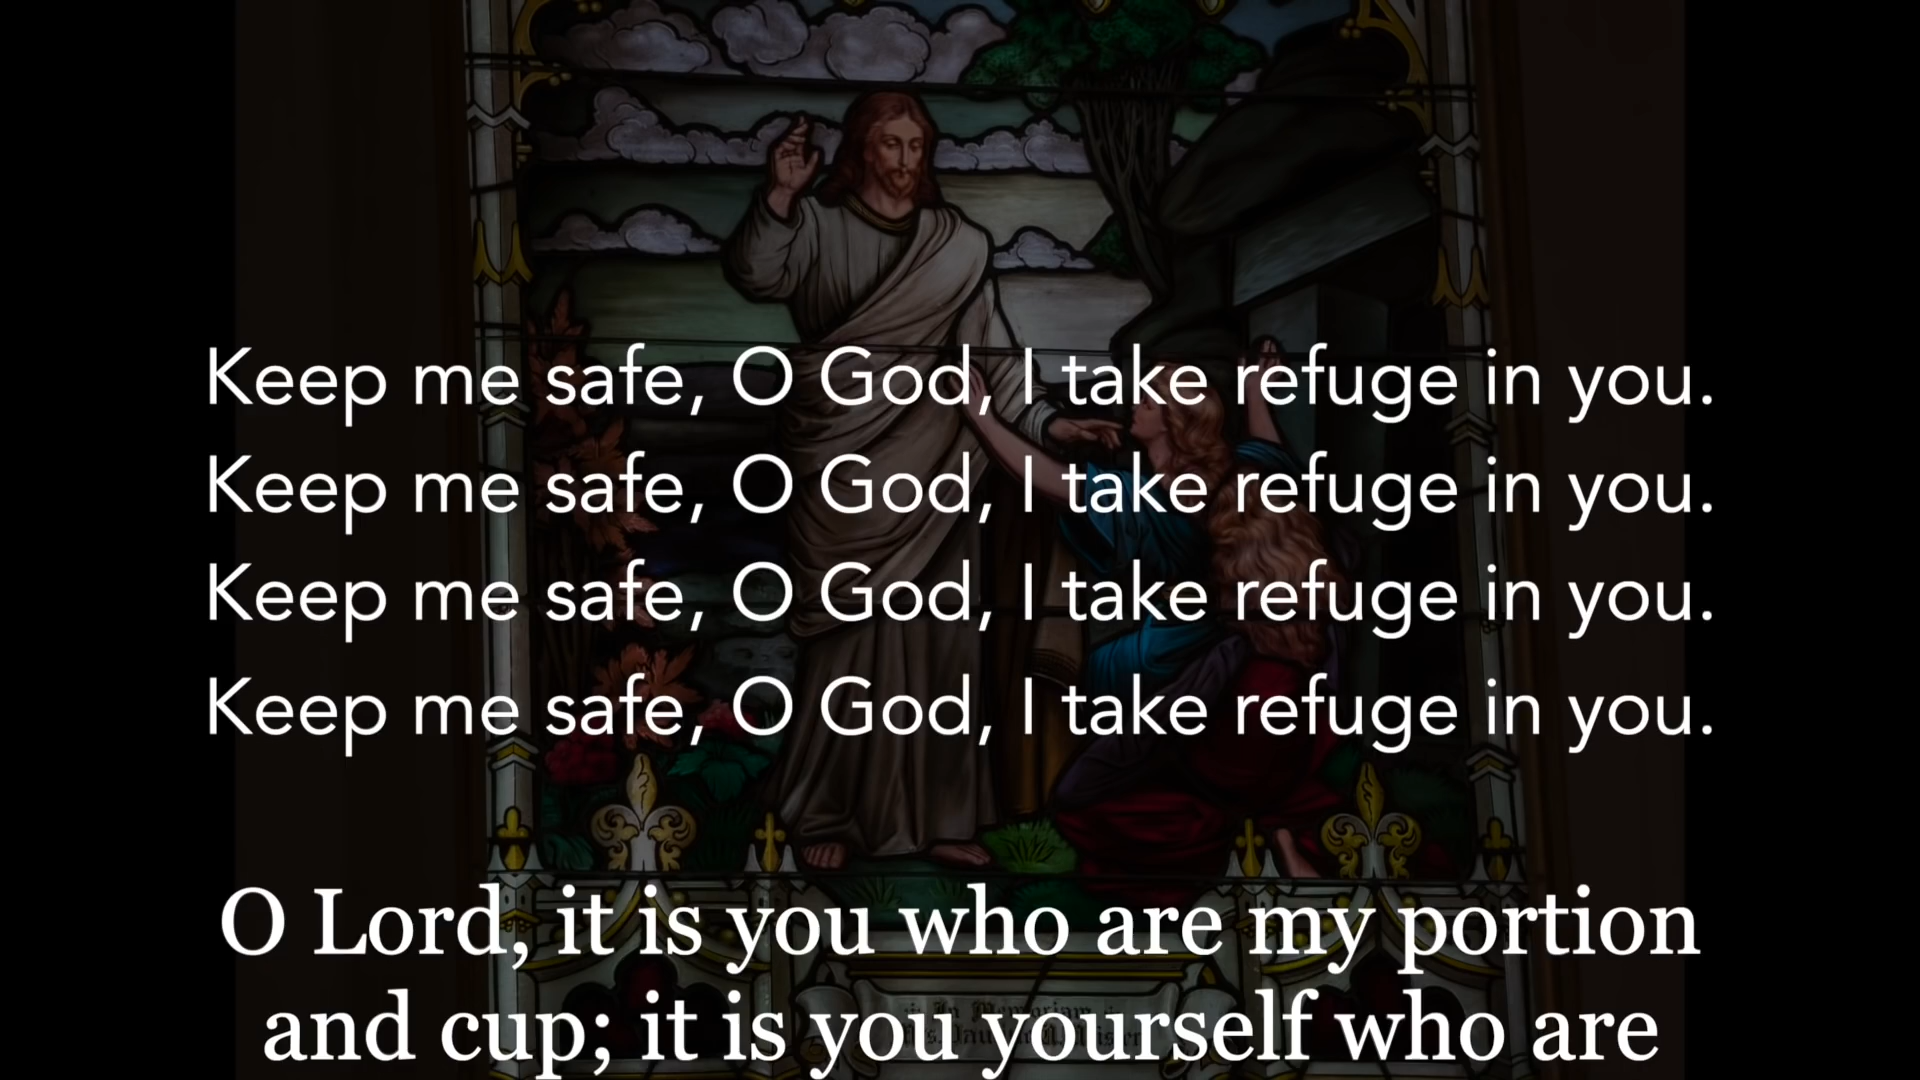 Keep me safe, O God, I take refuge in you.
Keep me safe, O God, I take refuge in you.
Keep me safe, O God, I take refuge in you.
Keep me safe, O God, I take refuge in you.
O Lord, it is you who are my portion
and cup; it is you yourself who are
In Memoriam